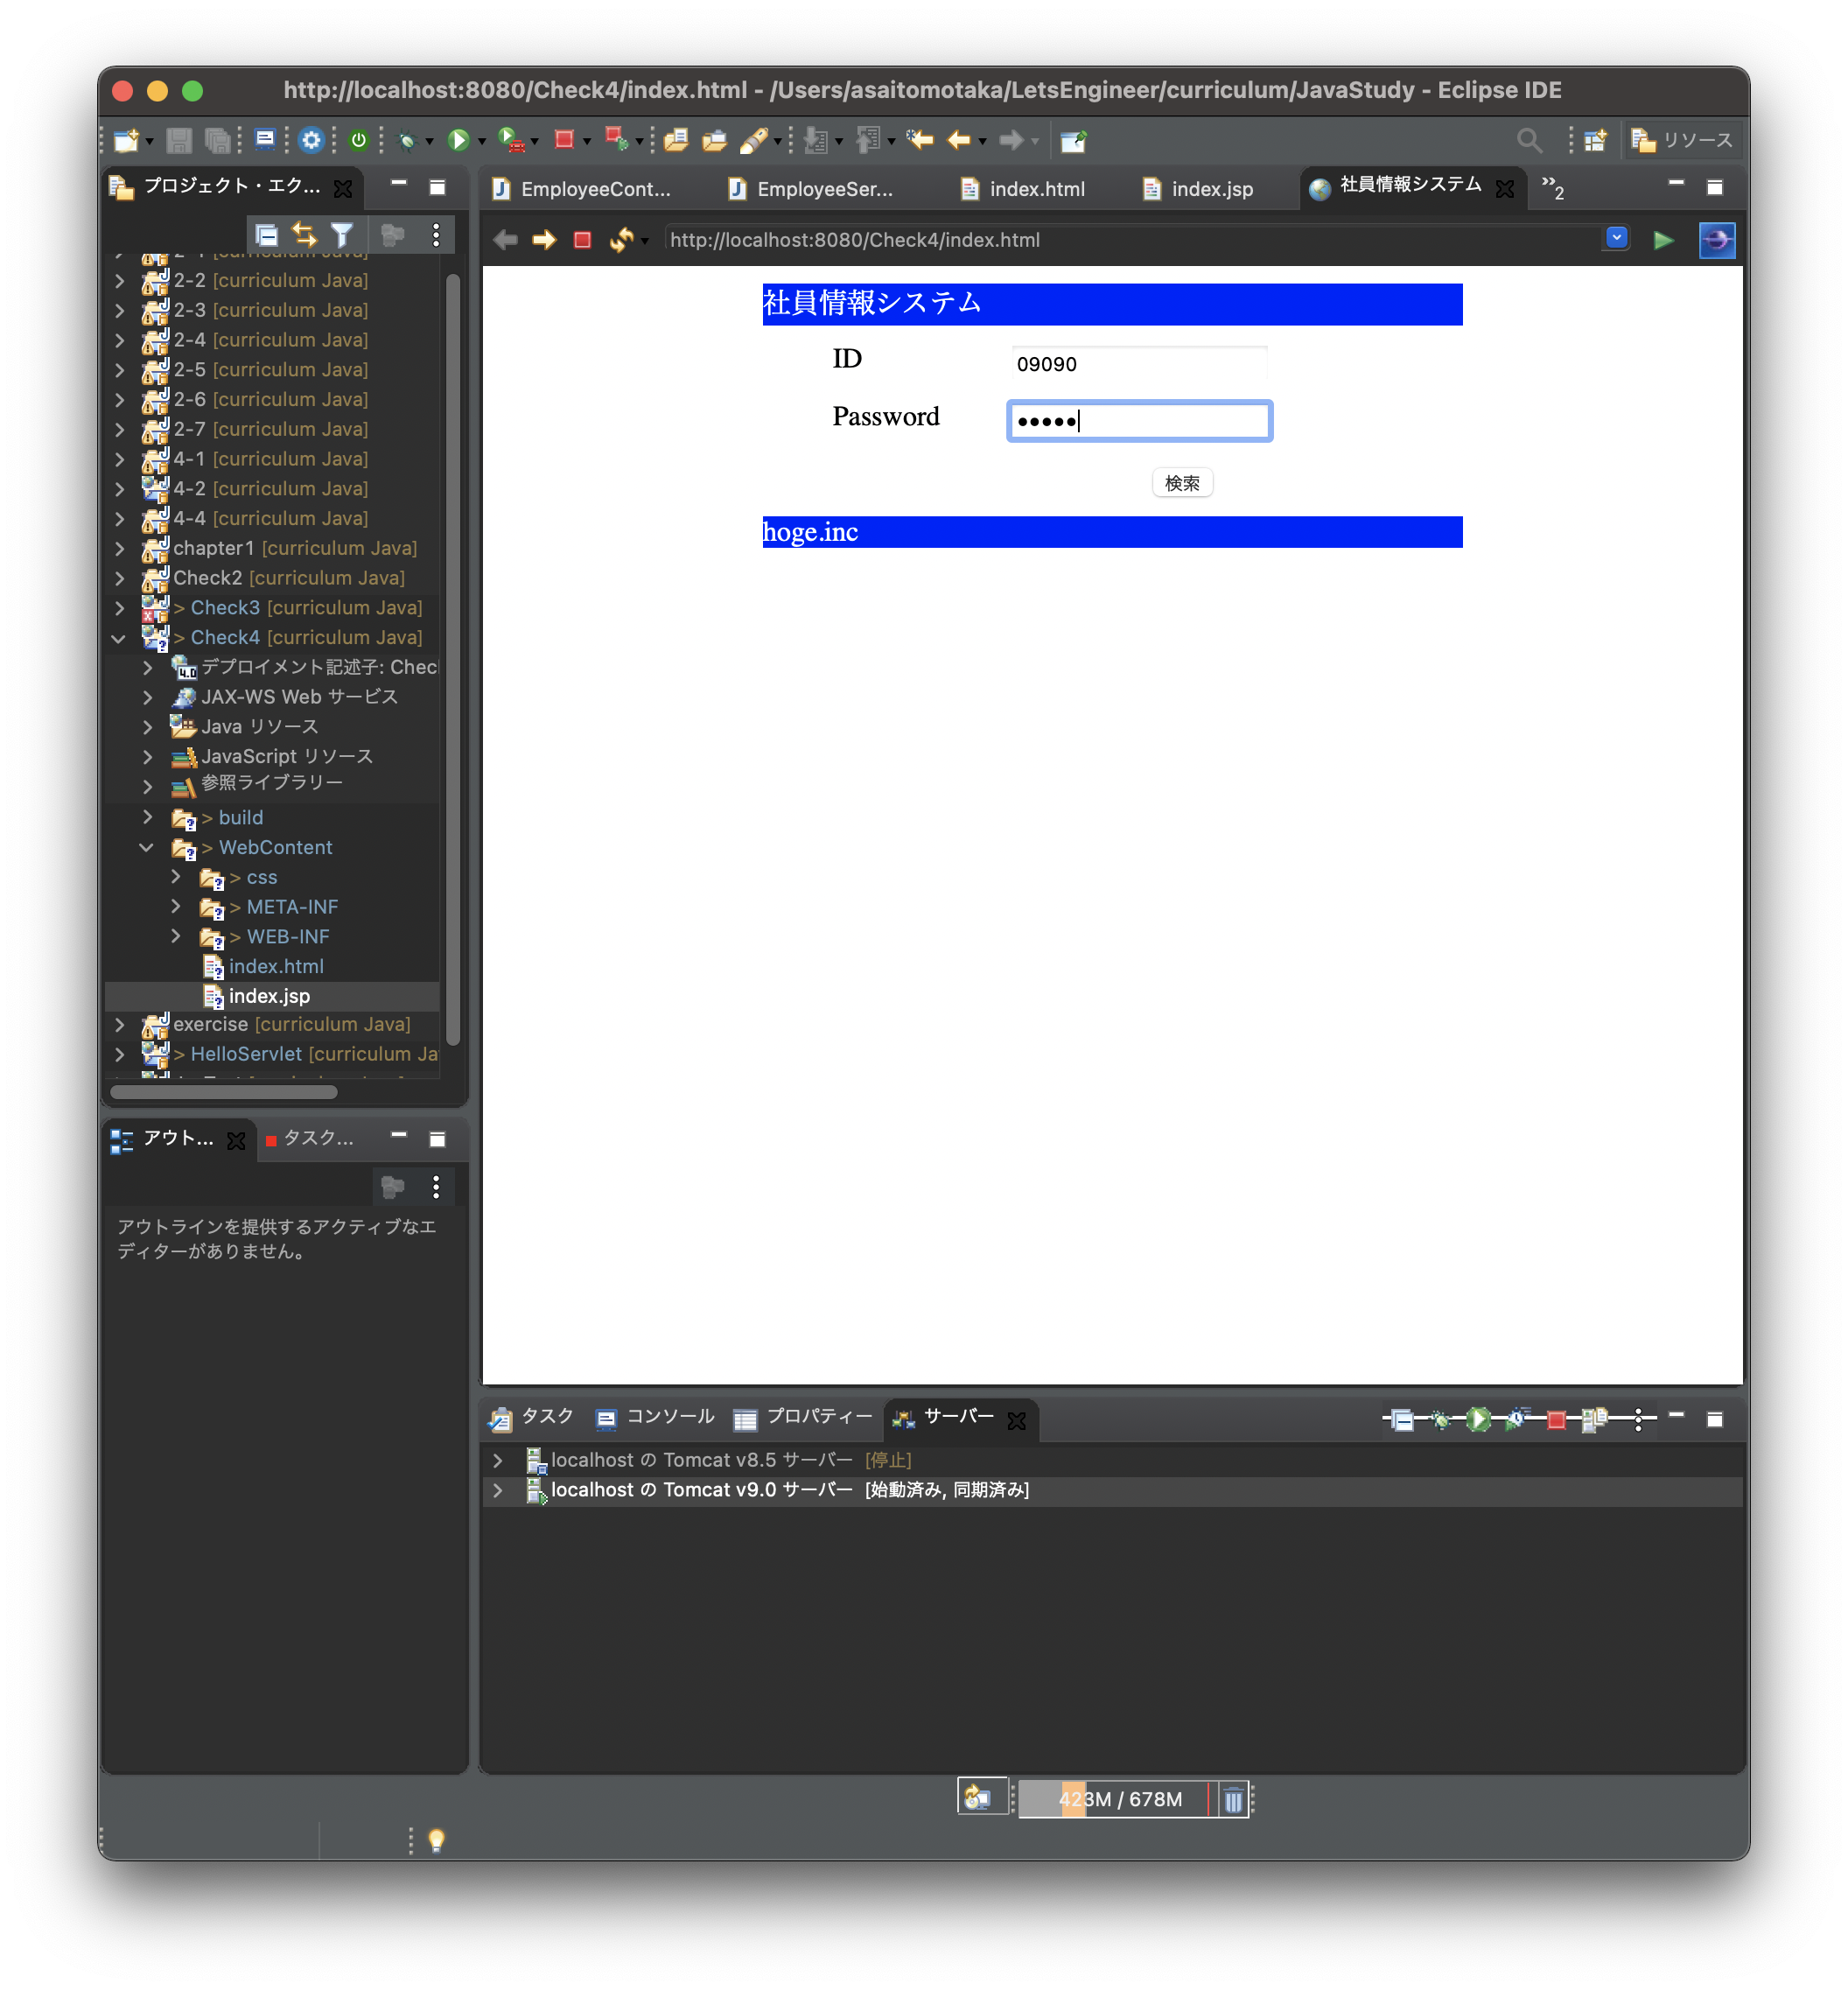 http://localhost:8080/Check4/index.html - /Users/asaitomotaka/LetsEngineer/curriculum/JavaStudy - Eclipse IDE
リソース
プロジェクト・エク...
EmployeeCont...
EmployeeSer...
index.html
index.jsp
社員情報システム
»2
http://localhost:8080/Check4/index.html
2-2 [curriculum Java]
2-3 [curriculum Java]
2-4 [curriculum Java]
2-5 [curriculum Java]
2-6 [curriculum Java]
2-7 [curriculum Java]
4-1 [curriculum Java]
4-2 [curriculum Java]
4-4 [curriculum Java]
chapter1 [curriculum Java]
Check2 [curriculum Java]
> Check3 [curriculum Java]
> Check4 [curriculum Java]
デプロイメント記述子: Chec
JAX-WS Web サービス
Java リソース
JavaScript リソース
参照ライブラリー
> build
> WebContent
> css
> META-INF
> WEB-INF
index.html
index.jsp
exercise [curriculum Java]
> HelloServlet [curriculum Ja
社員情報システム
ID
09090
Password
•••••
検索
hoge.inc
アウト...
タスク...
アウトラインを提供するアクティブなエ
ディターがありません。
タスク
コンソール
プロパティー
サーバー
localhost の Tomcat v8.5 サーバー [停止]
localhost の Tomcat v9.0 サーバー [始動済み, 同期済み]
423M / 678M